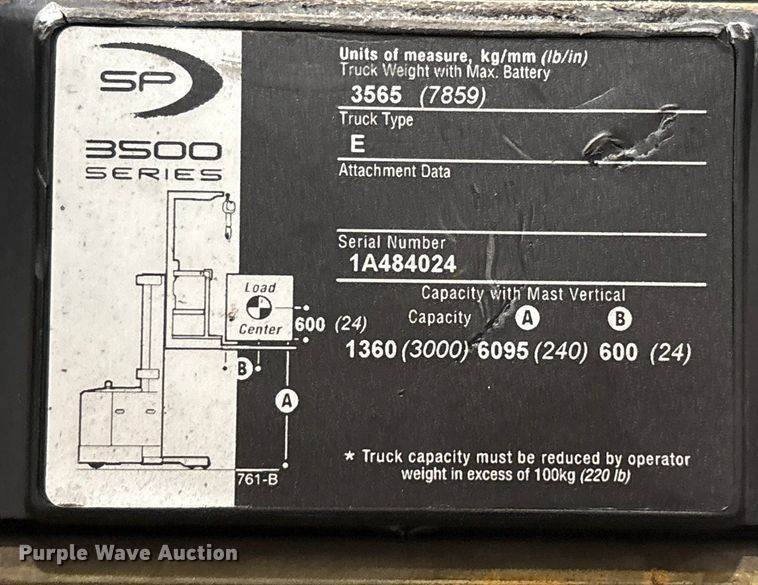 SP
3500
SERIES
Units of measure, kg/mm (lb/in)
Truck Weight with Max. Battery
3565 (7859)
Truck Type
E
Attachment Data
Serial Number
1A484024
Capacity with Mast Vertical
Capacity A B
1360 (3000) 6095 (240) 600 (24)
Load
Center
600 (24)
B
A
761-B
* Truck capacity must be reduced by operator
weight in excess of 100kg (220 lb)
Purple Wave Auction